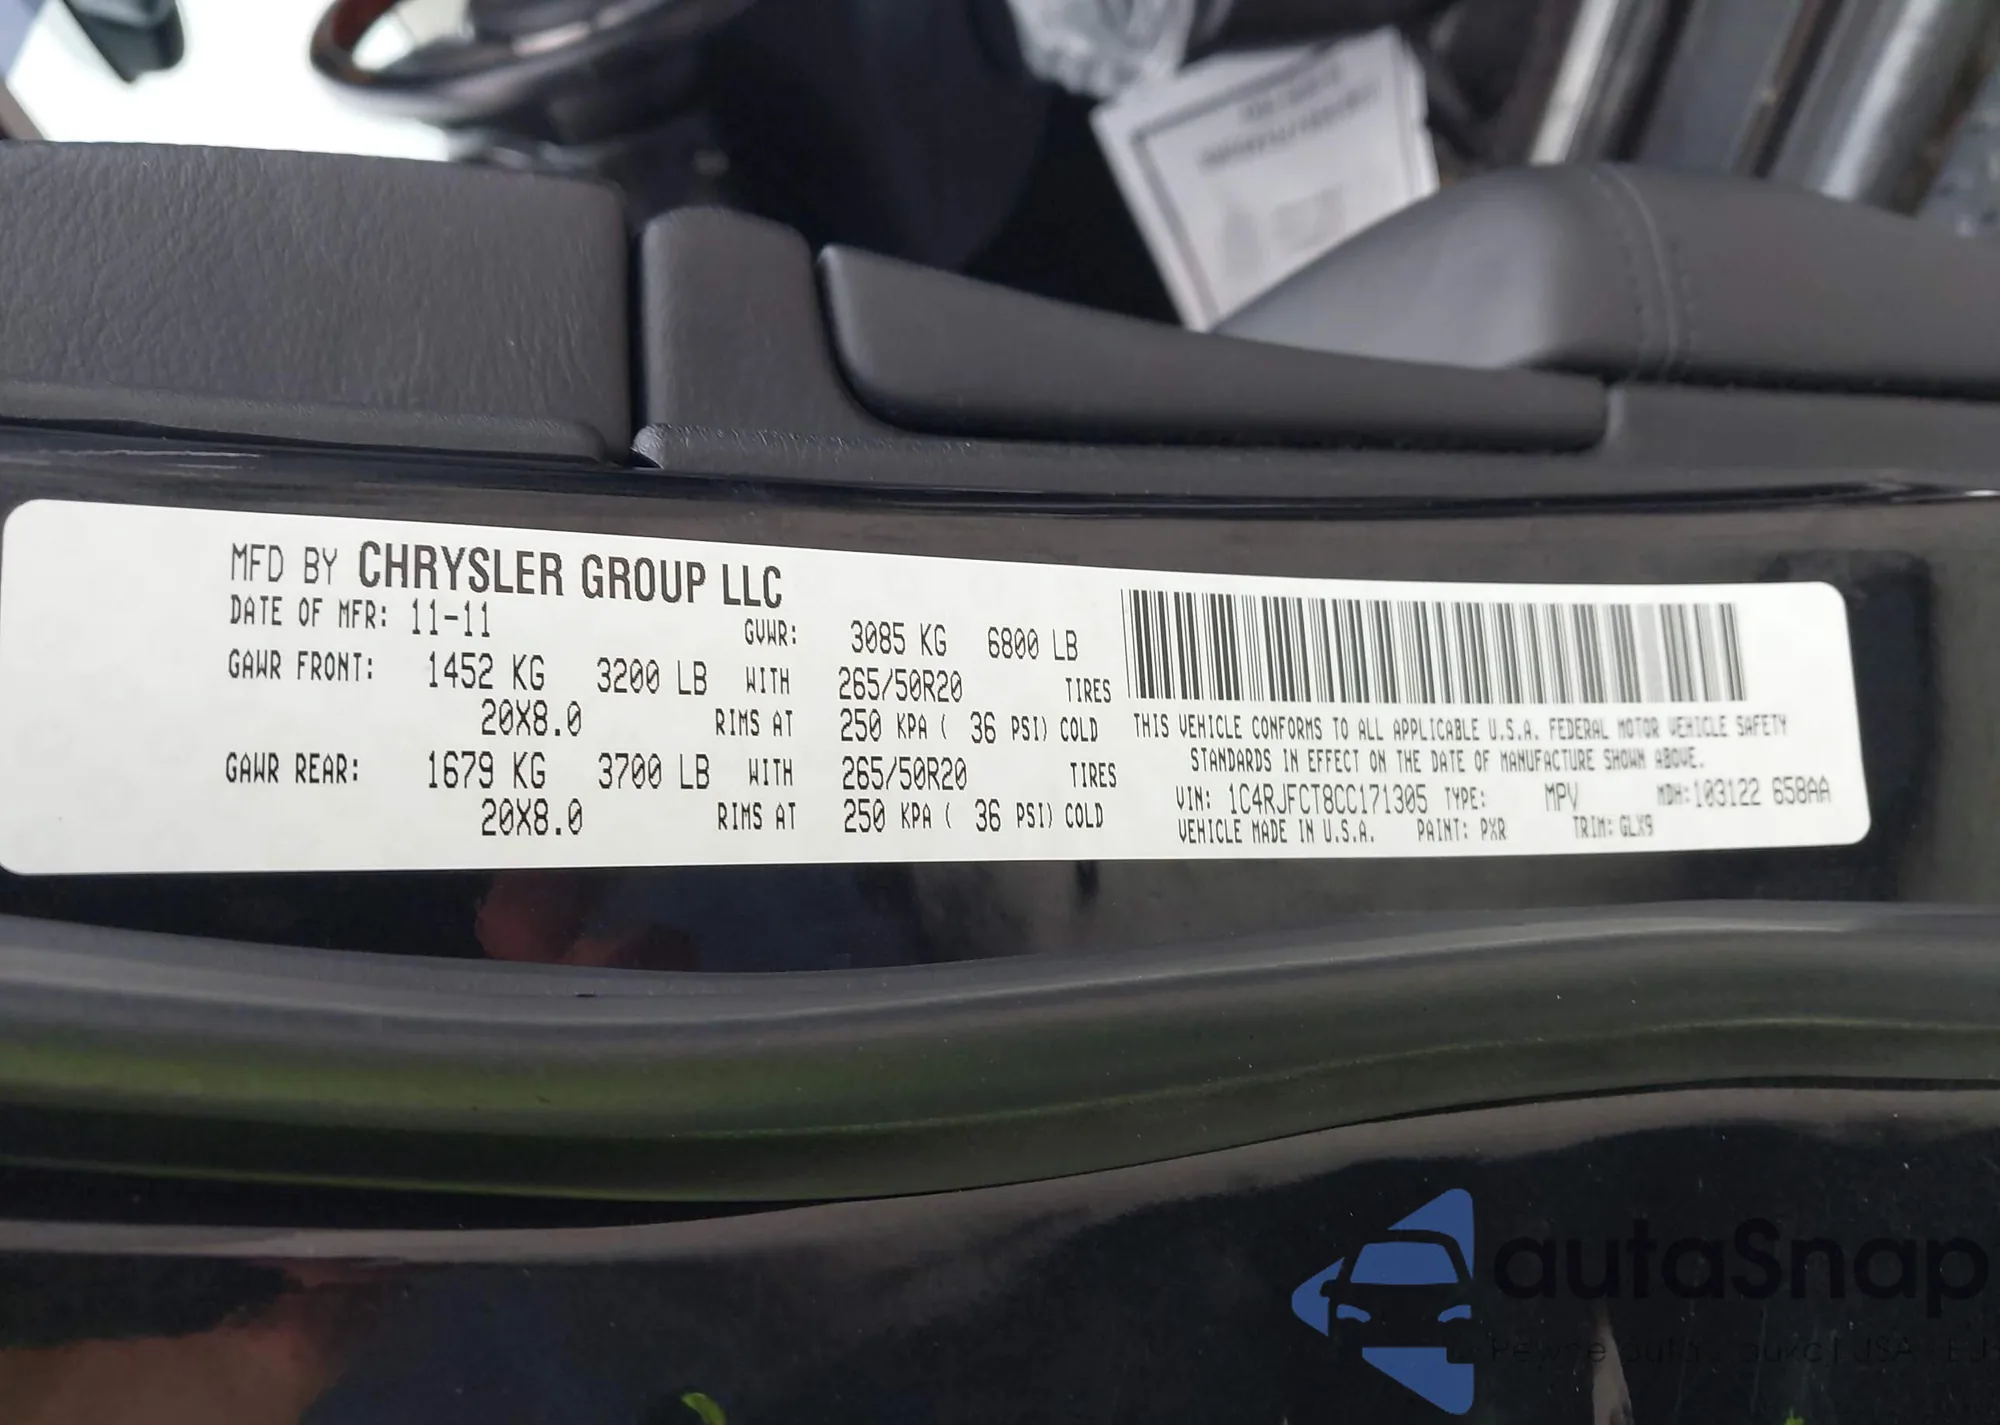 MFD BY CHRYSLER GROUP LLC
DATE OF MFR: 11-11 GVWR: 3085 KG 6800 LB
GAWR FRONT: 1452 KG 3200 LB WITH 265/50R20 TIRES
20X8.0 RIMS AT 250 KPA ( 36 PSI) COLD
GAWR REAR: 1679 KG 3700 LB WITH 265/50R20 TIRES
20X8.0 RIMS AT 250 KPA ( 36 PSI) COLD
THIS VEHICLE CONFORMS TO ALL APPLICABLE U.S.A. FEDERAL MOTOR VEHICLE SAFETY
STANDARDS IN EFFECT ON THE DATE OF MANUFACTURE SHOWN ABOVE.
VIN: 1C4RJFCT8CC171305 TYPE: MPV MDH: 103122 658AA
VEHICLE MADE IN U.S.A. PAINT: PXR TRIM: GLX9
autaSnap